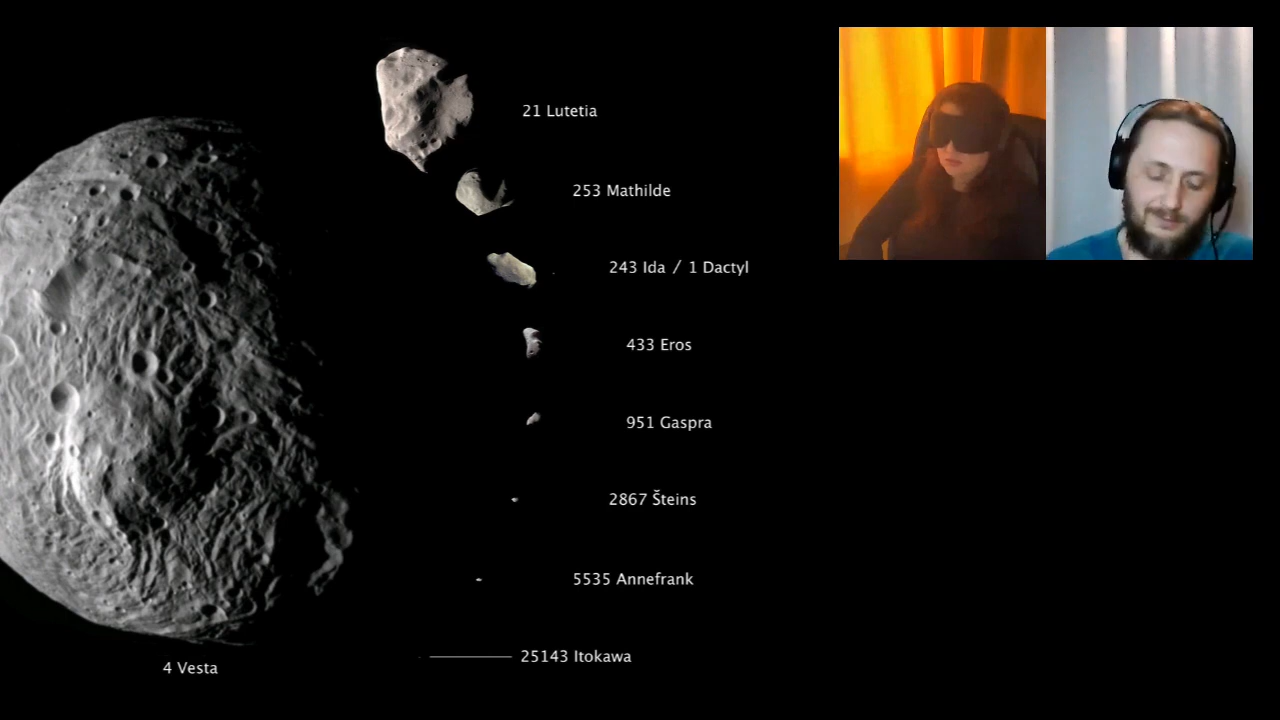 21 Lutetia
253 Mathilde
243 Ida / 1 Dactyl
433 Eros
951 Gaspra
2867 Šteins
5535 Annefrank
25143 Itokawa
4 Vesta